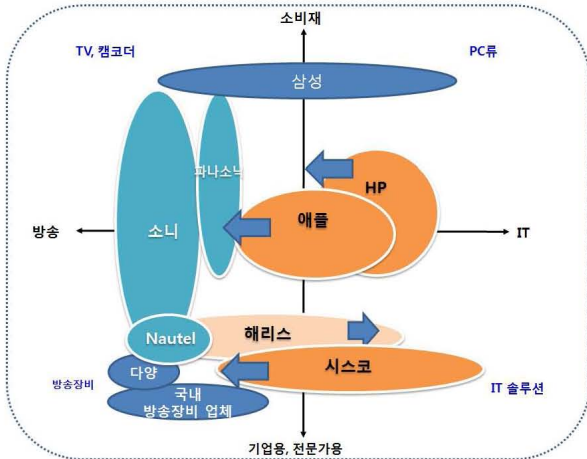 소비재
TV, 캠코더
PC류
삼성
파나소닉
HP
애플
방송
소니
IT
Nautel
해리스
다양
시스코
방송장비
국내
방송장비 업체
IT 솔루션
기업용, 전문가용